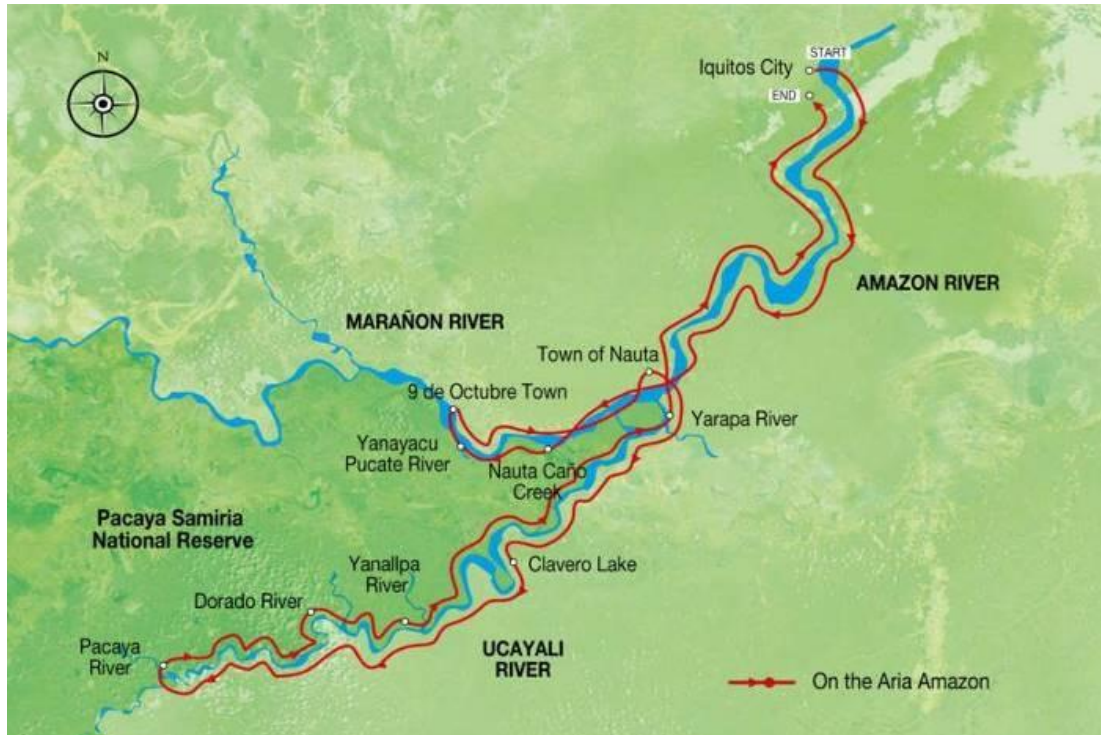 N
START
Iquitos City
END
AMAZON RIVER
MARAÑON RIVER
Town of Nauta
9 de Octubre Town
Yarapa River
Yanayacu
Pucate River
Nauta Caño
Creek
Pacaya Samiria
National Reserve
Yanallpa
River
Clavero Lake
Dorado River
Pacaya
River
UCAYALI
RIVER
On the Aria Amazon